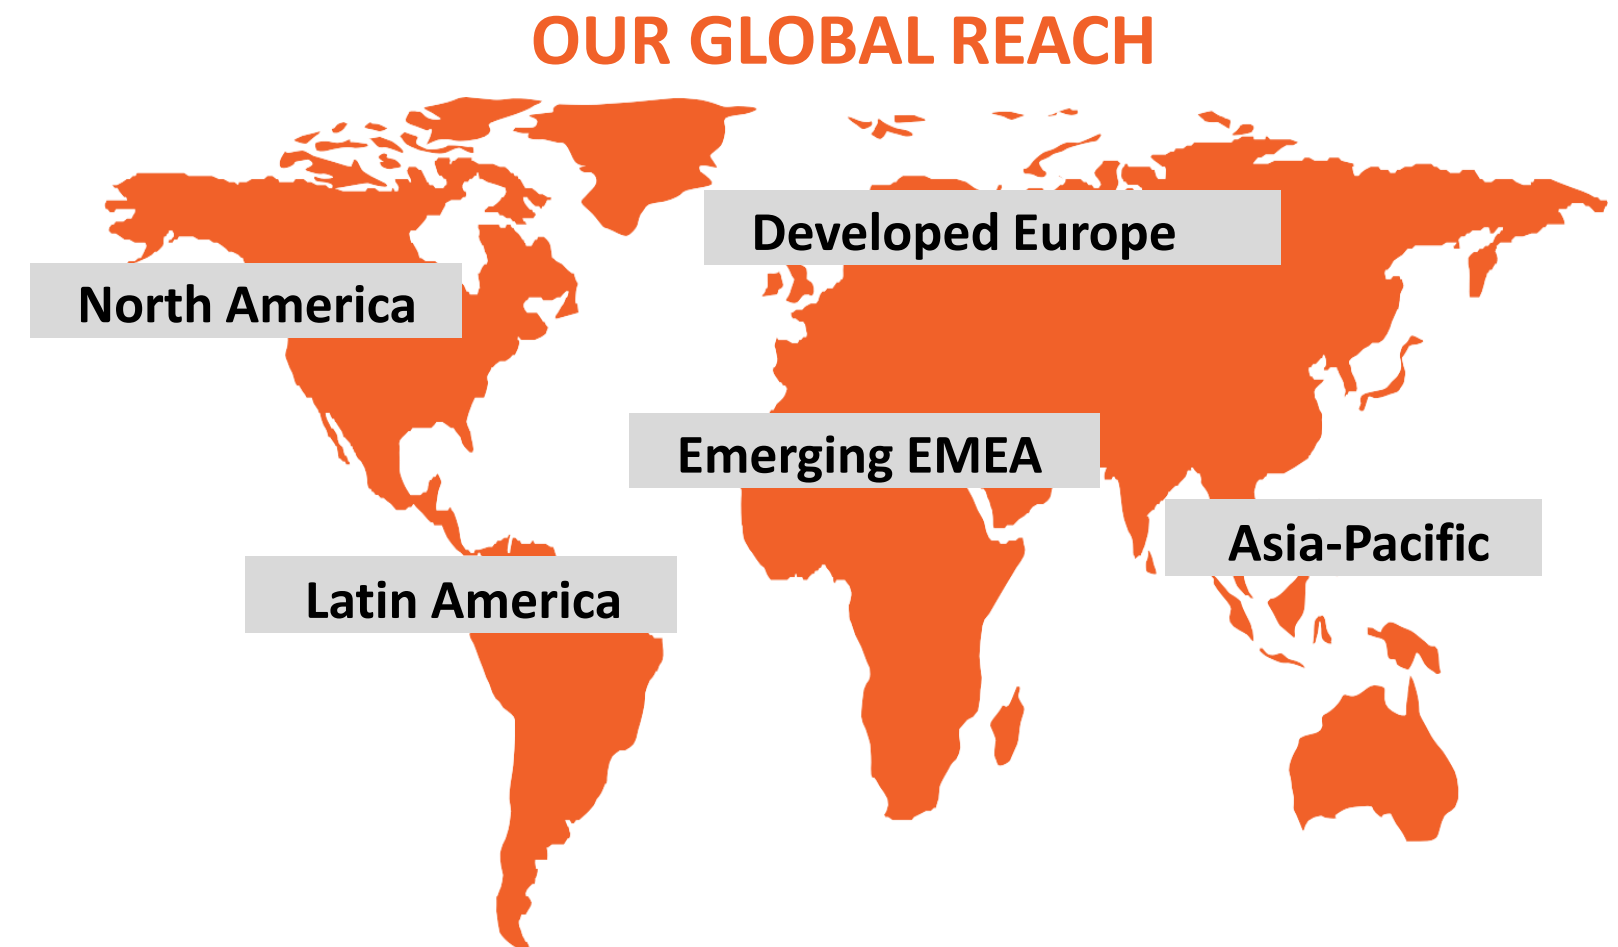 OUR GLOBAL REACH
Developed Europe
North America
Emerging EMEA
Asia-Pacific
Latin America